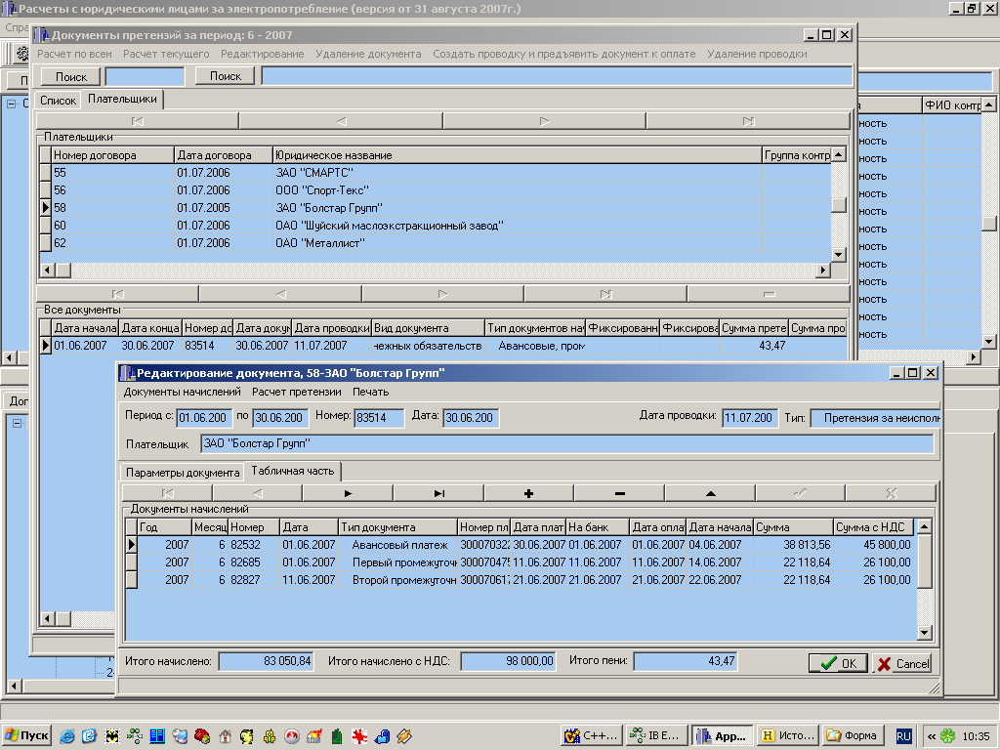 Расчеты с юридическими лицами за электропотребление (версия от 31 августа 2007г.)
Документы претензий за период: 6 - 2007
Расчет по всем Расчет текущего Редактирование Удаление документа Создать проводку и предъявить документ к оплате Удаление проводки
Поиск Поиск
Список Плательщики
ФИО контр
Плательщики
Номер договора Дата договора Юридическое название Группа контр
55 01.07.2006 ЗАО "СМАРТС"
56 01.07.2006 ООО "Спорт-Текс"
58 01.07.2005 ЗАО "Болстар Групп"
60 01.07.2006 ОАО "Шуйский маслоэкстракционный завод"
62 01.07.2006 ОАО "Металлист"
ность
ность
ность
ность
ность
ность
ность
ность
ность
ность
ность
ность
ность
Все документы
Дата начала Дата конца Номер до Дата докум Дата проводки Вид документа Тип документов нач Фиксированн Фиксирова Сумма прете Сумма про
01.06.2007 30.06.2007 83514 30.06.2007 11.07.2007 нежных обязательств Авансовые, пром 43,47
Редактирование документа, 58-ЗАО "Болстар Групп"
Документы начислений Расчет претензии Печать
Период с: 01.06.200 по 30.06.200 Номер: 83514 Дата: 30.06.200 Дата проводки: 11.07.200 Тип: Претензия за неисполн
Плательщик ЗАО "Болстар Групп"
Параметры документа Табличная часть
Документы начислений
Год Месяц Номер Дата Тип документа Номер пл Дата плат На банк Дата опла Дата начала Сумма Сумма с НДС
2007 6 82532 01.06.2007 Авансовый платеж 30007032 30.06.2007 01.06.2007 01.06.2007 04.06.2007 38 813,56 45 800,00
2007 6 82685 01.06.2007 Первый промежуточн 30007047 11.06.2007 11.06.2007 11.06.2007 14.06.2007 22 118,64 26 100,00
2007 6 82827 11.06.2007 Второй промежуточн 30007061 21.06.2007 21.06.2007 21.06.2007 22.06.2007 22 118,64 26 100,00
Итого начислено: 83 050,84 Итого начислено с НДС: 98 000,00 Итого пени: 43,47 OK Cancel
Пуск C++... IB E... App... Исто... Форма RU « 10:35